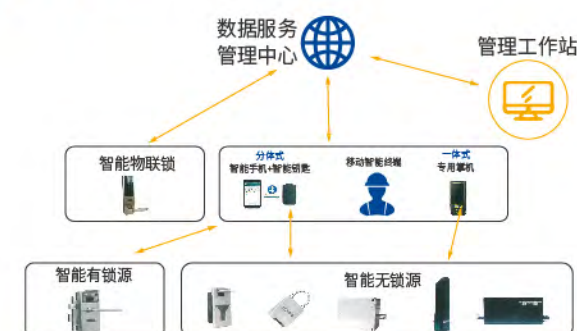 数据服务
管理中心
管理工作站
智能物联锁
分体式
智能手机+智能钥匙
移动智能终端
一体式
专用掌机
智能有锁源
智能无锁源